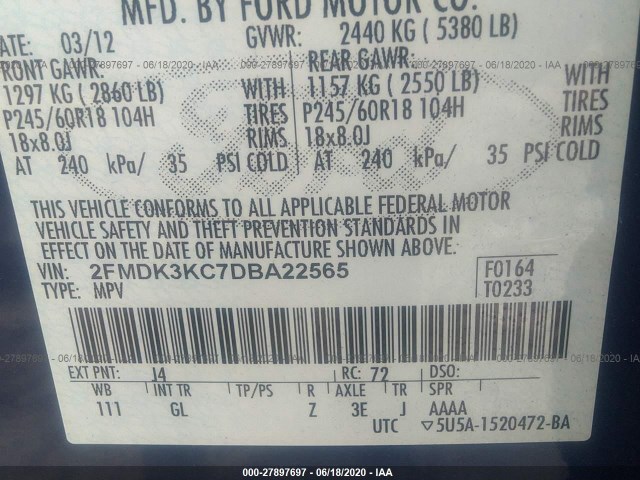 MFD. BY FORD MOTOR CO.
DATE: 03/12 GVWR: 2440 KG ( 5380 LB)
FRONT GAWR: REAR GAWR:
1297 KG ( 2860 LB) 1157 KG ( 2550 LB) WITH
P245/60R18 104H TIRES P245/60R18 104H TIRES
18x8.0J RIMS 18x8.0J RIMS
AT 240 kPa/ 35 PSI COLD AT 240 kPa/ 35 PSI COLD
WITH
THIS VEHICLE CONFORMS TO ALL APPLICABLE FEDERAL MOTOR
VEHICLE SAFETY AND THEFT PREVENTION STANDARDS IN
EFFECT ON THE DATE OF MANUFACTURE SHOWN ABOVE.
VIN: 2FMDK3KC7DBA22565 F0164
TYPE: MPV T0233
EXT PNT: J4 RC: 72 DSO:
WB INT TR TP/PS R AXLE TR SPR
111 GL Z 3E J AAAA
UTC ▽5U5A-1520472-BA
000-27897697 - 06/18/2020 - IAA